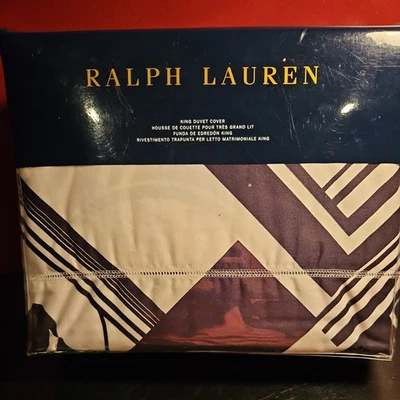 RALPH LAUREN
KING DUVET COVER
HOUSSE DE COUETTE POUR TRÈS GRAND LIT
FUNDA DE EDREDÓN KING
RIVESTIMENTO TRAPUNTA PER LETTO MATRIMONIALE KING